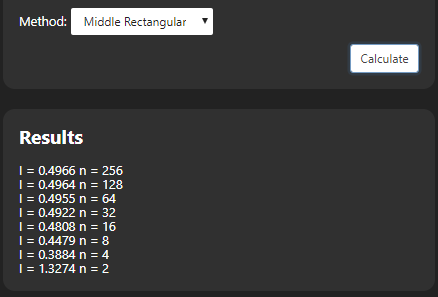 Method: Middle Rectangular
Calculate
Results
I = 0.4966 n = 256
I = 0.4964 n = 128
I = 0.4955 n = 64
I = 0.4922 n = 32
I = 0.4808 n = 16
I = 0.4479 n = 8
I = 0.3884 n = 4
I = 1.3274 n = 2